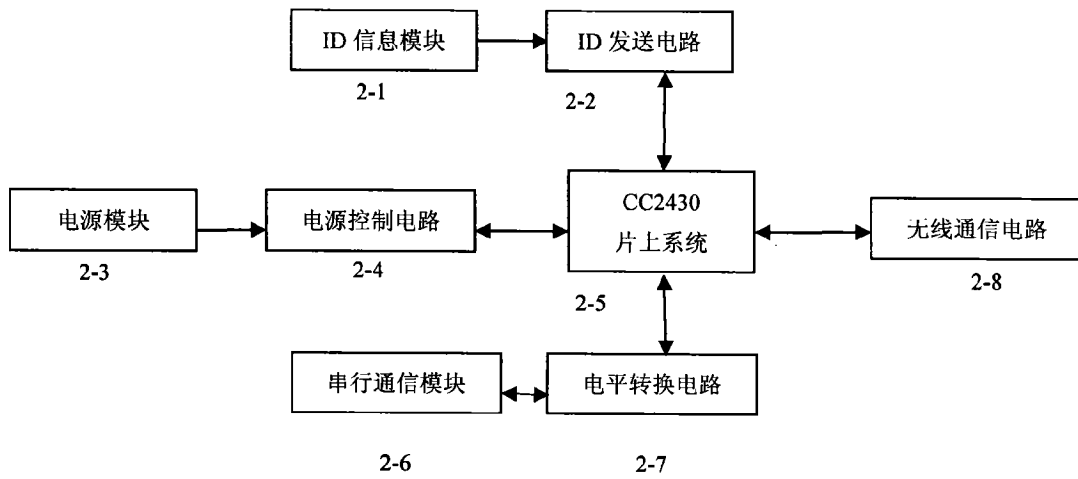 ID 信息模块
ID 发送电路
2-1
2-2
电源模块
电源控制电路
CC2430
片上系统
无线通信电路
2-3
2-4
2-5
2-8
串行通信模块
电平转换电路
2-6
2-7